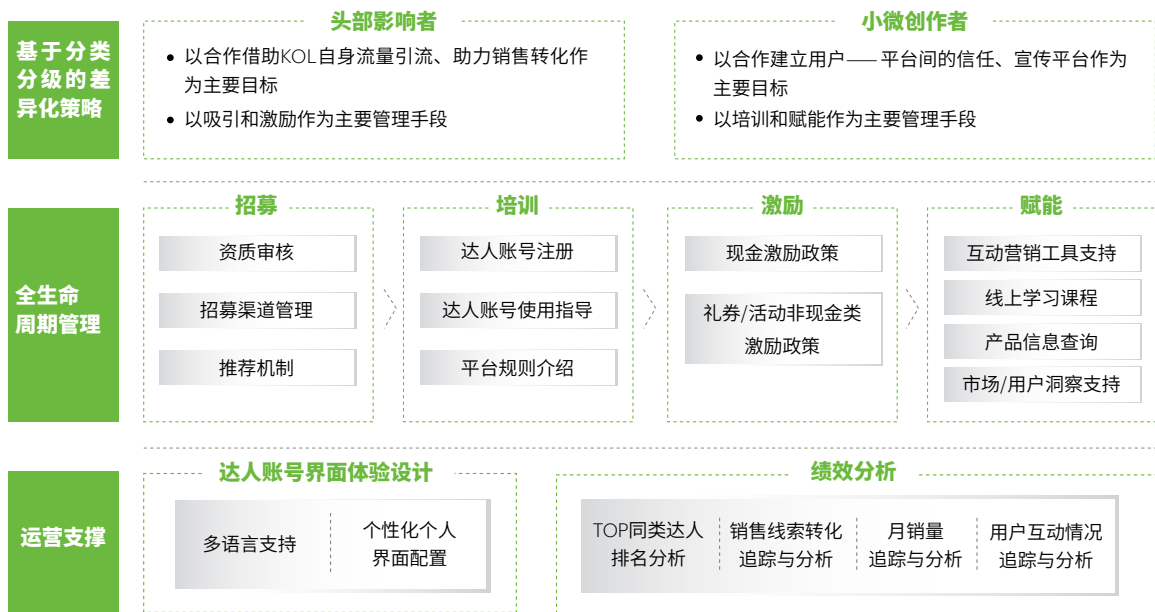 基于分类
分级的差
异化策略
头部影响者
• 以合作借助KOL自身流量引流、助力销售转化作
为主要目标
• 以吸引和激励作为主要管理手段
小微创作者
• 以合作建立用户——平台间的信任、宣传平台作为
主要目标
• 以培训和赋能作为主要管理手段
全生命
周期管理
招募
资质审核
招募渠道管理
推荐机制
培训
达人账号注册
达人账号使用指导
平台规则介绍
激励
现金激励政策
礼券/活动非现金类
激励政策
赋能
互动营销工具支持
线上学习课程
产品信息查询
市场/用户洞察支持
运营支撑
达人账号界面体验设计
多语言支持
个性化个人
界面配置
绩效分析
TOP同类达人
排名分析
销售线索转化
追踪与分析
月销量
追踪与分析
用户互动情况
追踪与分析